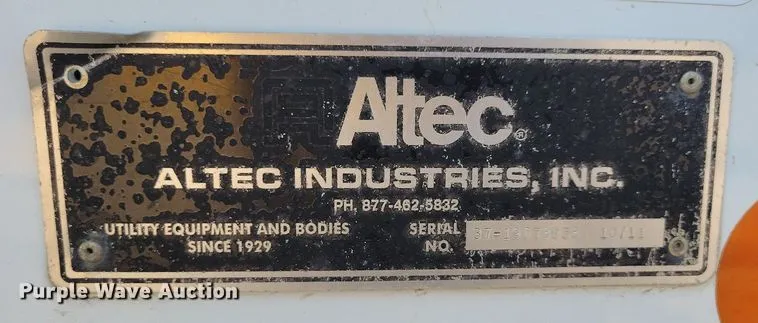 Altec®
ALTEC INDUSTRIES, INC.
PH. 877-462-5832
UTILITY EQUIPMENT AND BODIES
SINCE 1929
SERIAL
NO.
Purple Wave Auction